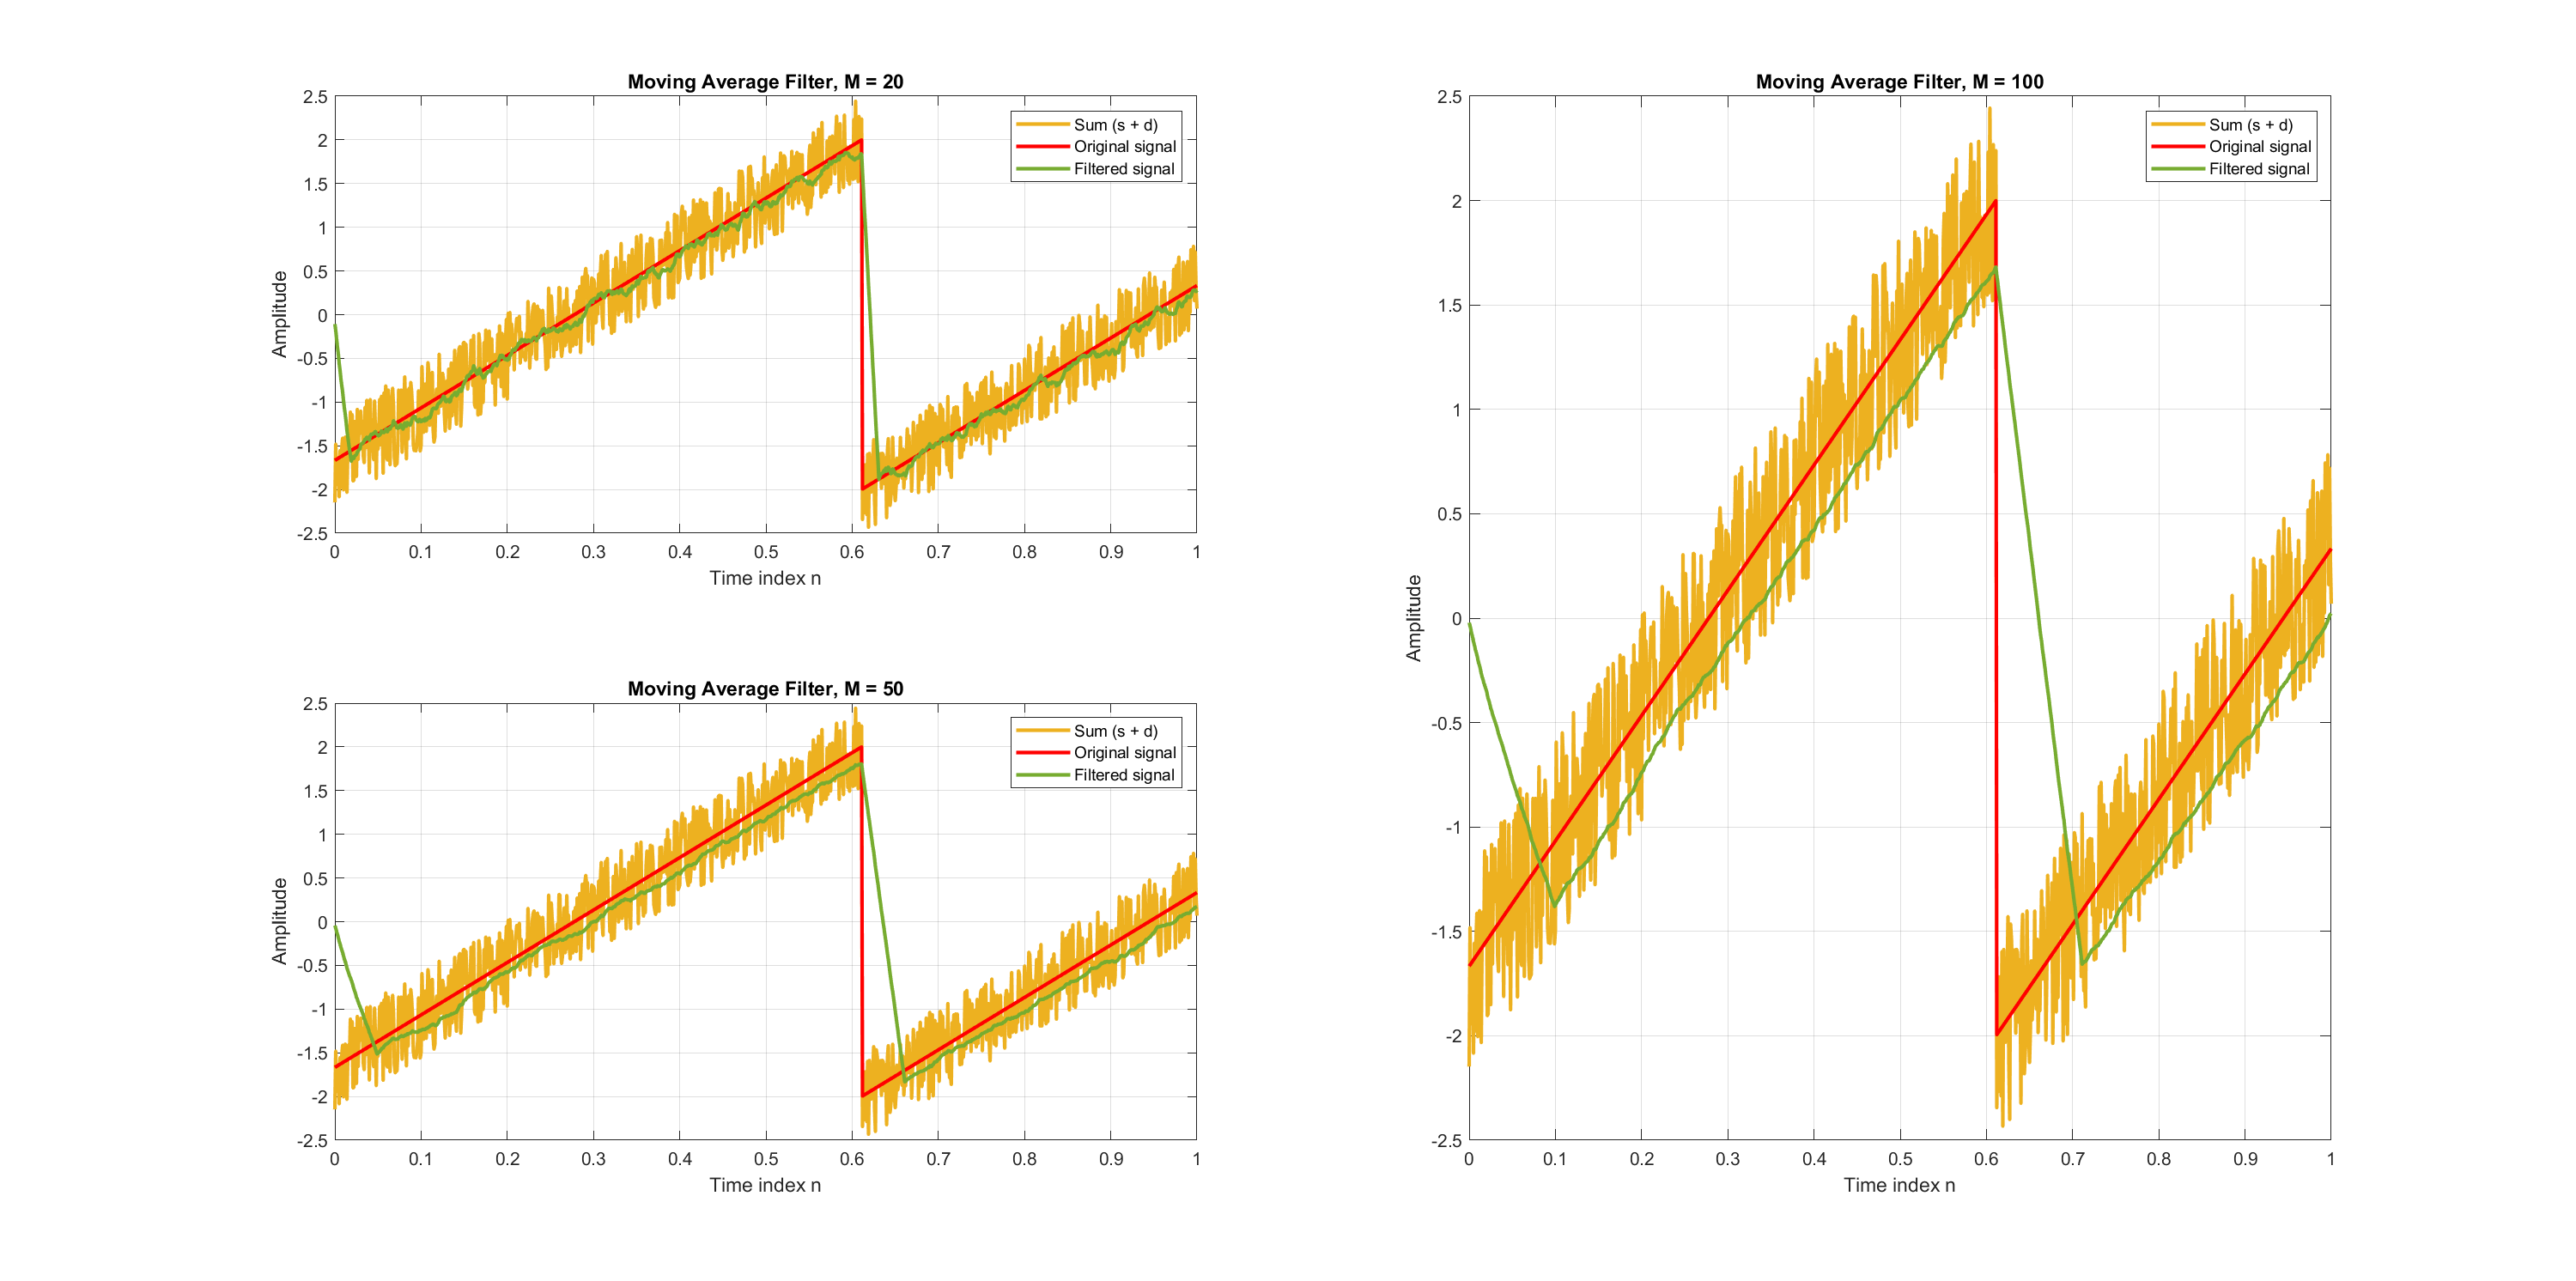 Moving Average Filter, M = 20
2.5
2
1.5
1
0.5
0
-0.5
-1
-1.5
-2
-2.5
Amplitude
Sum (s + d)
Original signal
Filtered signal
0 0.1 0.2 0.3 0.4 0.5 0.6 0.7 0.8 0.9 1
Time index n
Moving Average Filter, M = 50
2.5
2
1.5
1
0.5
0
-0.5
-1
-1.5
-2
-2.5
Amplitude
Sum (s + d)
Original signal
Filtered signal
0 0.1 0.2 0.3 0.4 0.5 0.6 0.7 0.8 0.9 1
Time index n
Moving Average Filter, M = 100
2.5
2
1.5
1
0.5
0
-0.5
-1
-1.5
-2
-2.5
Amplitude
Sum (s + d)
Original signal
Filtered signal
0 0.1 0.2 0.3 0.4 0.5 0.6 0.7 0.8 0.9 1
Time index n